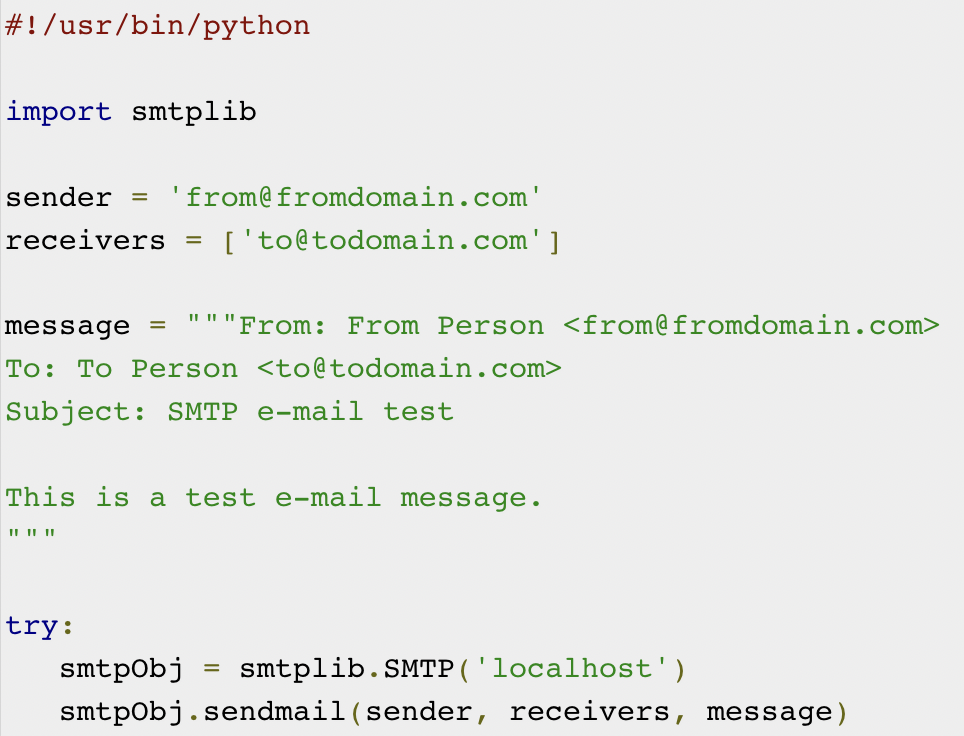 #!/usr/bin/python
import smtplib
sender = 'from@fromdomain.com'
receivers = ['to@todomain.com']
message = """From: From Person <from@fromdomain.com>
To: To Person <to@todomain.com>
Subject: SMTP e-mail test
This is a test e-mail message.
"""
try:
   smtpObj = smtplib.SMTP('localhost')
   smtpObj.sendmail(sender, receivers, message)